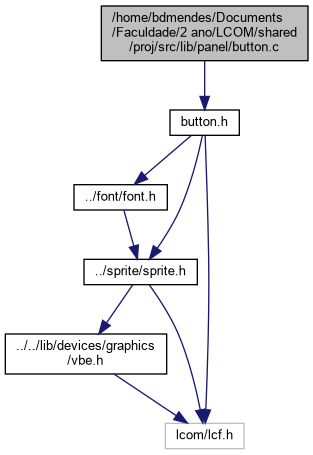 /home/bdmendes/Documents
/Faculdade/2 ano/LCOM/shared
/proj/src/lib/panel/button.c
button.h
../font/font.h
../sprite/sprite.h
../../lib/devices/graphics
/vbe.h
lcom/lcf.h